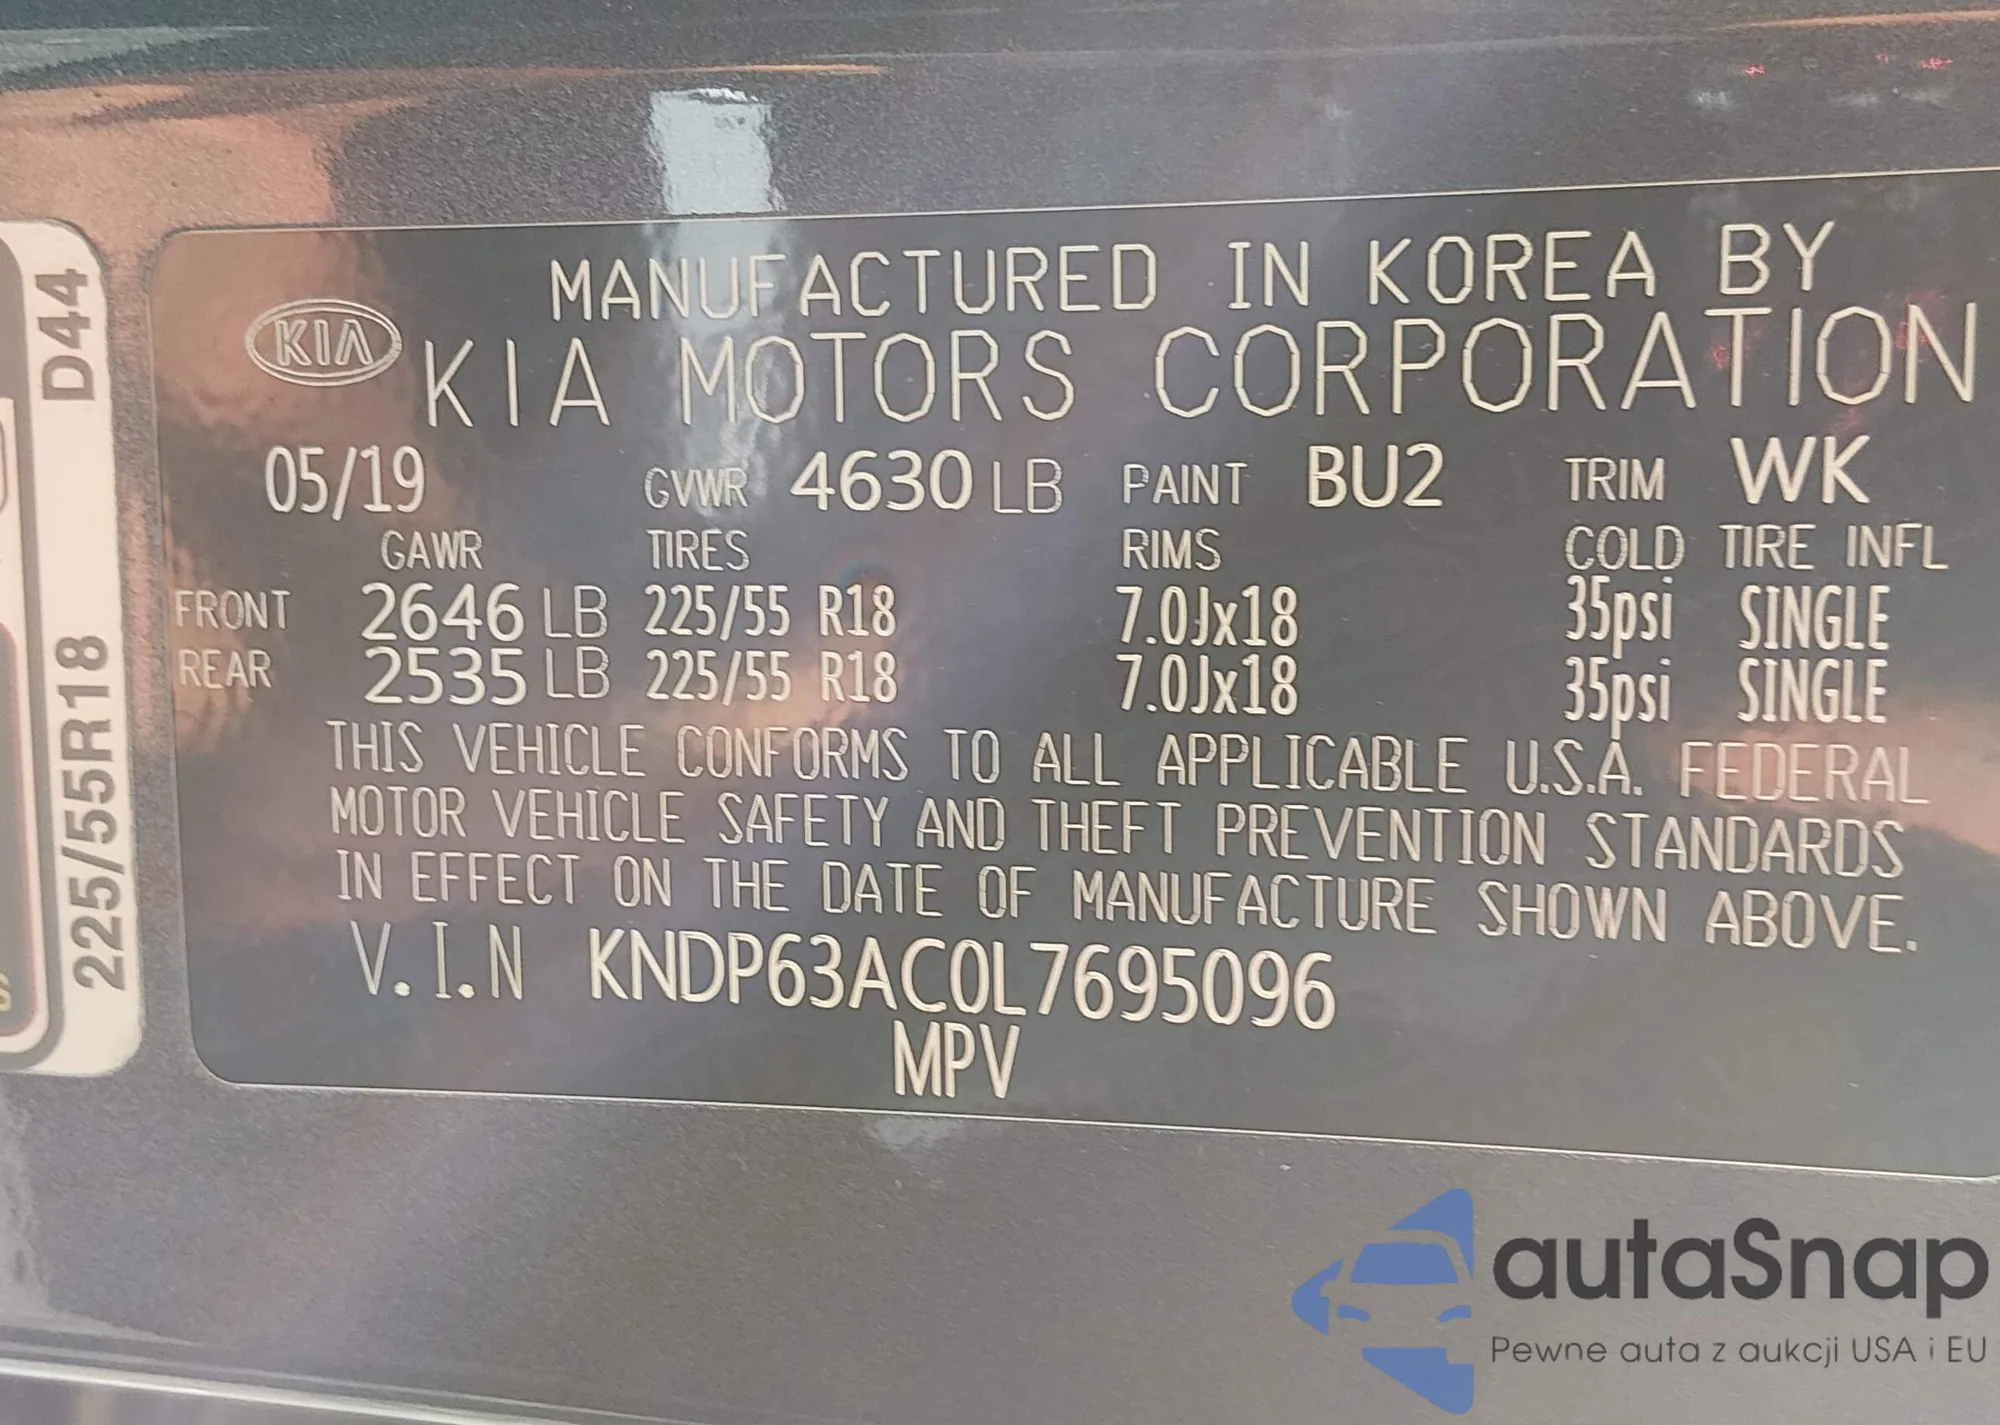 MANUFACTURED IN KOREA BY
KIA KIA MOTORS CORPORATION
05/19 GVWR 4630 LB PAINT BU2 TRIM WK
GAWR TIRES RIMS COLD TIRE INFL
FRONT 2646 LB 225/55 R18 7.0Jx18 35psi SINGLE
REAR 2535 LB 225/55 R18 7.0Jx18 35psi SINGLE
THIS VEHICLE CONFORMS TO ALL APPLICABLE U.S.A. FEDERAL
MOTOR VEHICLE SAFETY AND THEFT PREVENTION STANDARDS
IN EFFECT ON THE DATE OF MANUFACTURE SHOWN ABOVE.
V.I.N KNDP63AC0L7695096
MPV
225/55R18 D44
autaSnap
Pewne auta z aukcji USA i EU